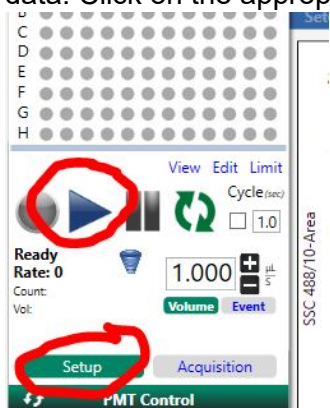 data. Click on the approp
Set
C
D
E
F
G
H
View Edit Limit
Cycle(sec)
1.0
Ready
Rate: 0
Count:
Vol:
1.000 µL
S
Volume Event
Setup Acquisition
PMT Control
SSC 488/10-Area